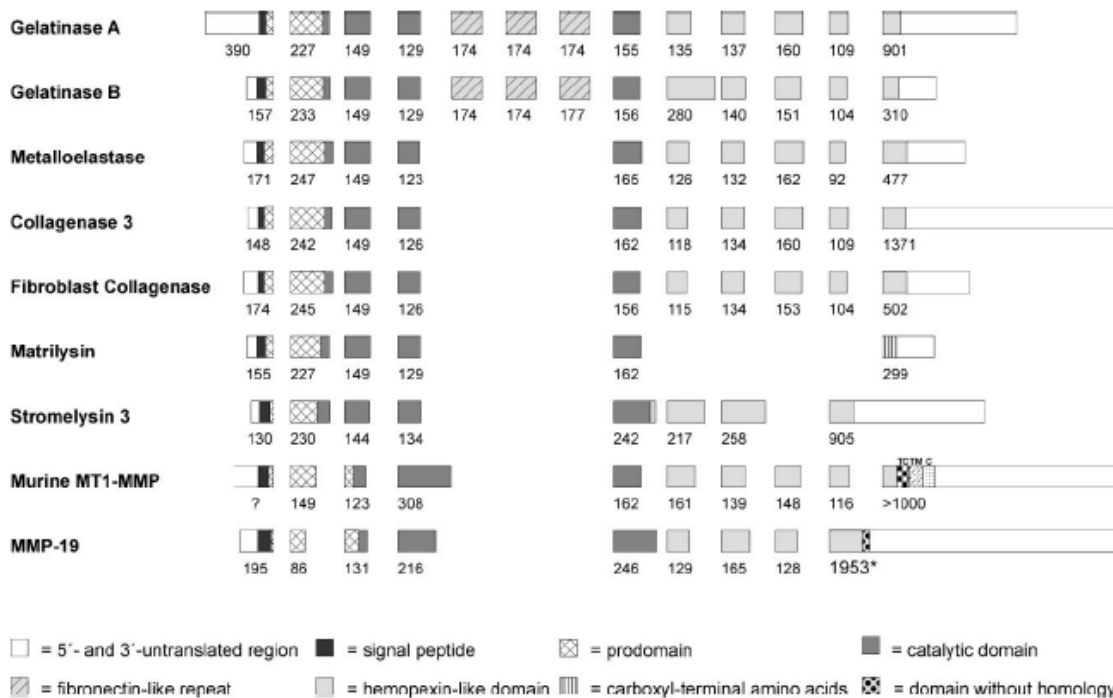 Gelatinase A
390 227 149 129 174 174 174 155 135 137 160 109 901
Gelatinase B
157 233 149 129 174 174 177 156 280 140 151 104 310
Metalloelastase
171 247 149 123 165 126 132 162 92 477
Collagenase 3
148 242 149 126 162 118 134 160 109 1371
Fibroblast Collagenase
174 245 149 126 156 115 134 153 104 502
Matrilysin
155 227 149 129 162 299
Stromelysin 3
130 230 144 134 242 217 258 905
TCTM C
Murine MT1-MMP
? 149 123 308 162 161 139 148 116 >1000
MMP-19
195 86 131 216 246 129 165 128 1953*
= 5´- and 3´-untranslated region = signal peptide = prodomain = catalytic domain
= fibronectin-like repeat = hemopexin-like domain = carboxyl-terminal amino acids = domain without homology